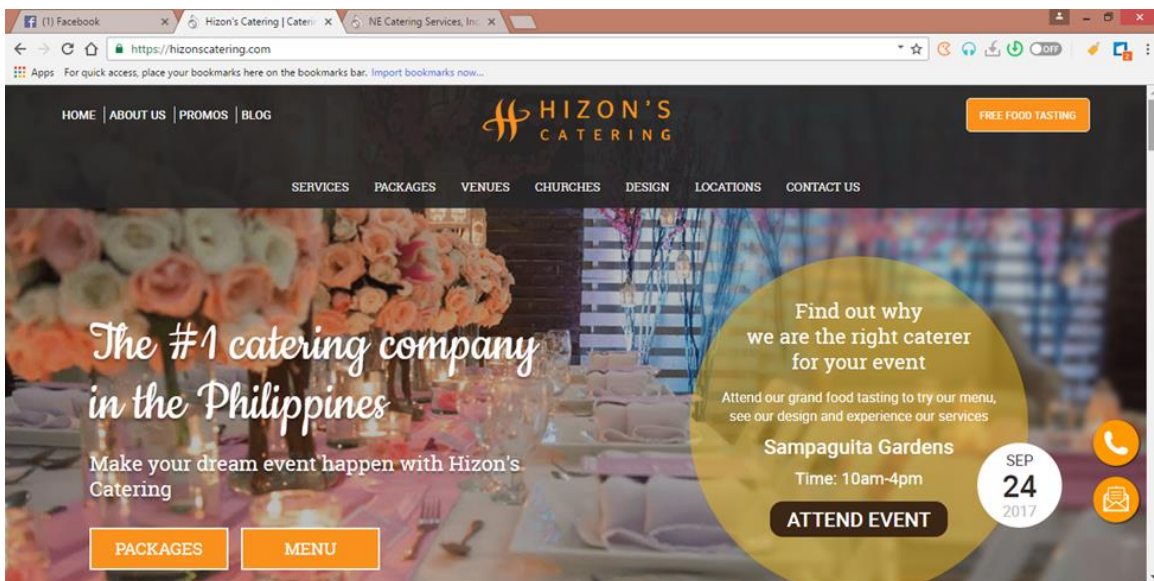 (1) Facebook
Hizon's Catering | Caterin
NE Catering Services, Inc.
https://hizonscatering.com
OFF
2
Apps For quick access, place your bookmarks here on the bookmarks bar. Import bookmarks now...
HOME | ABOUT US | PROMOS | BLOG
HIZON'S
CATERING
FREE FOOD TASTING
SERVICES PACKAGES VENUES CHURCHES DESIGN LOCATIONS CONTACT US
The #1 catering company
in the Philippines
Make your dream event happen with Hizon's
Catering
PACKAGES
MENU
Find out why
we are the right caterer
for your event
Attend our grand food tasting to try our menu,
see our design and experience our services
Sampaguita Gardens
Time: 10am-4pm
ATTEND EVENT
SEP
24
2017